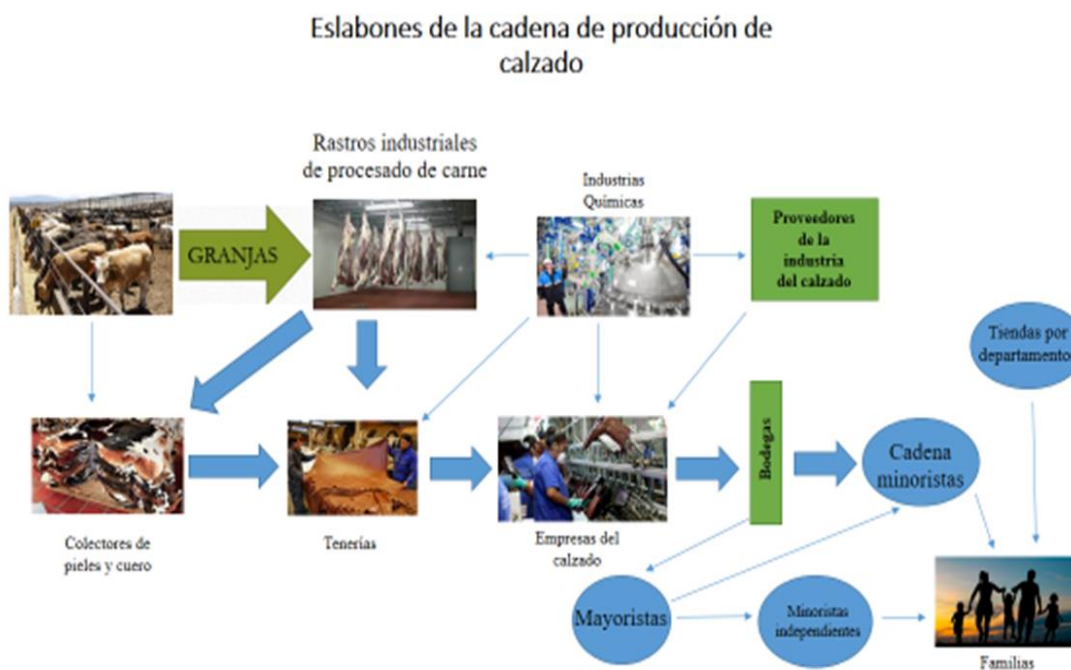 Eslabones de la cadena de producción de
calzado
Rastros industriales
de procesado de carne
Industrias
Químicas
GRANJAS
Proveedores
de la
industria
del calzado
Tiendas por
departamento
Bodegas
Cadena
minoristas
Colectores de
pieles y cuero
Tenerías
Empresas del
calzado
Mayoristas
Minoristas
independientes
Familias